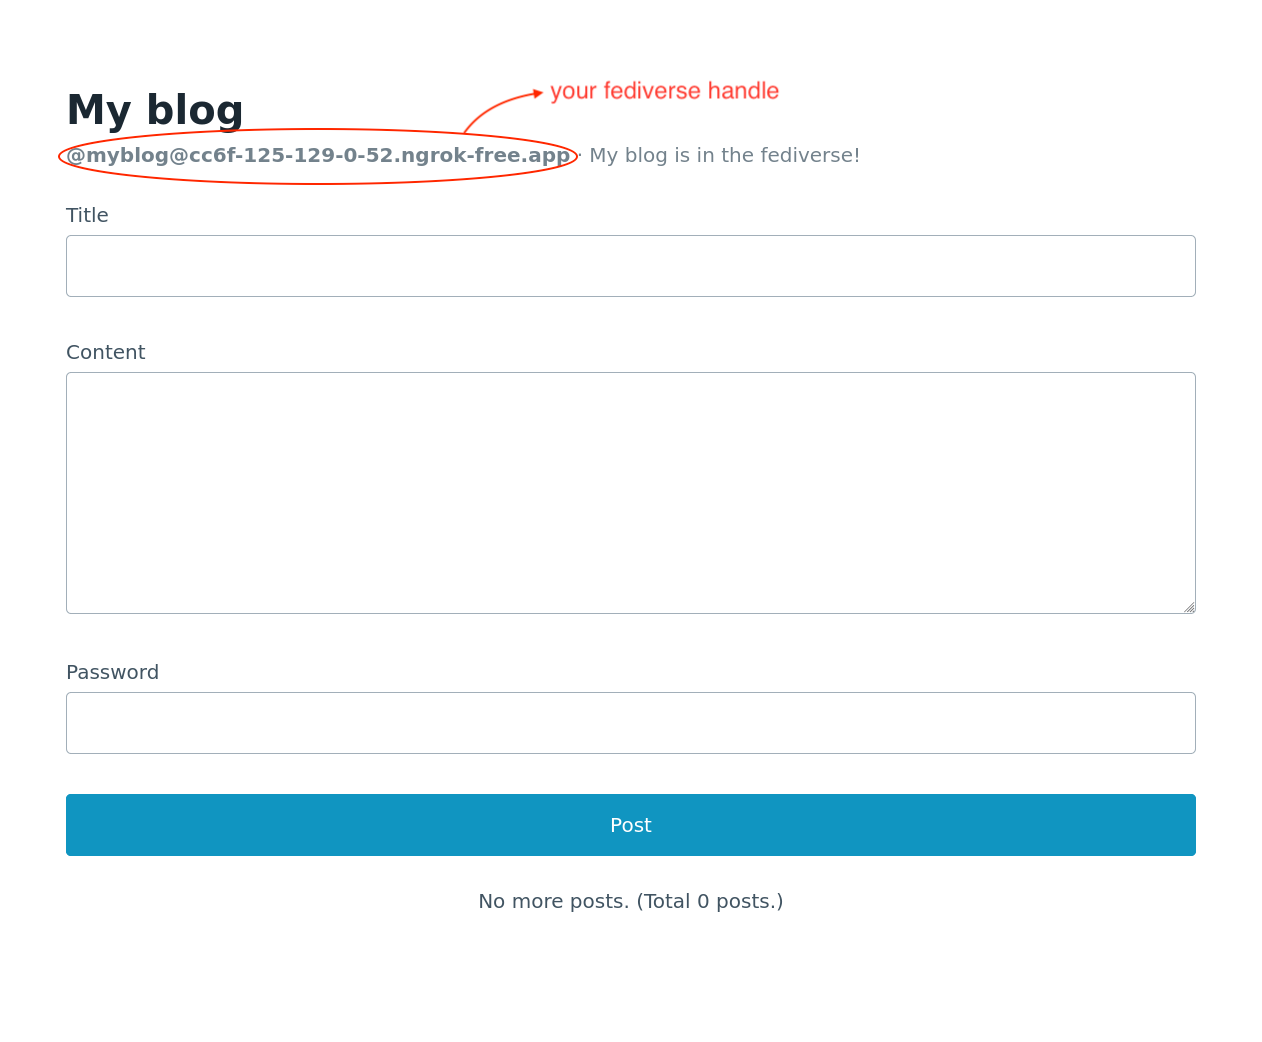 My blog
your fediverse handle
@myblog@cc6f-125-129-0-52.ngrok-free.app · My blog is in the fediverse!
Title
Content
Password
Post
No more posts. (Total 0 posts.)